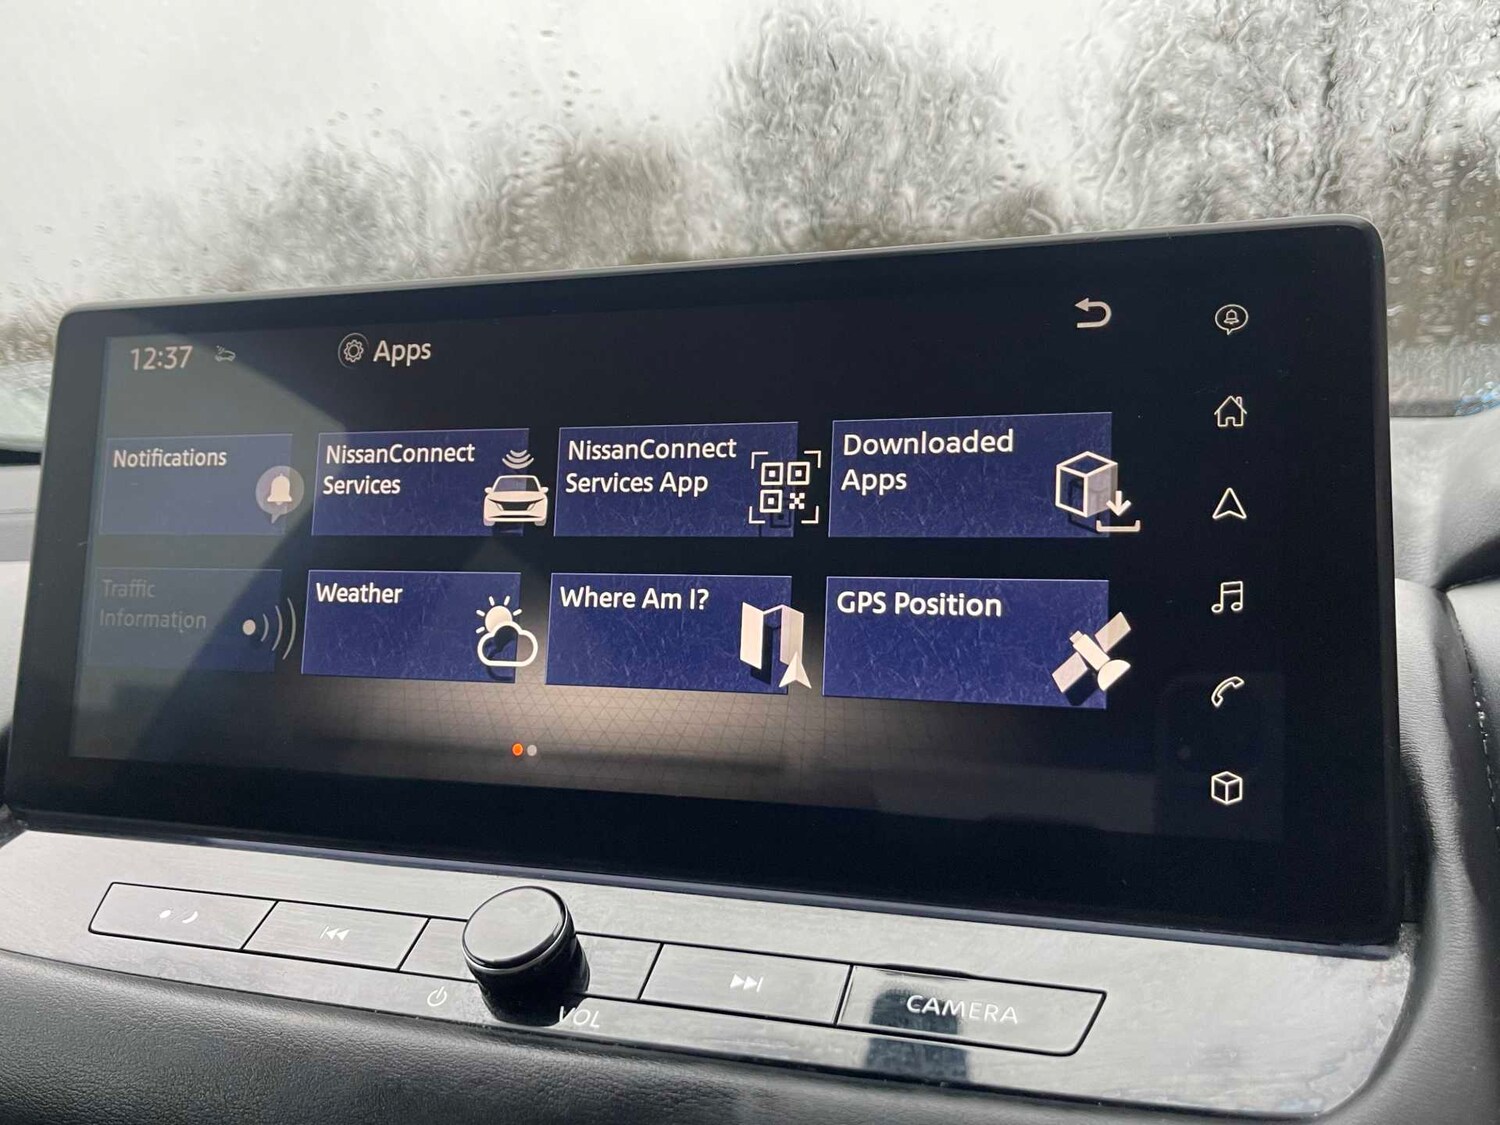 12:37
Apps
Notifications
NissanConnect
Services
NissanConnect
Services App
Downloaded
Apps
Traffic
Information
Weather
Where Am I?
GPS Position
VOL
CAMERA